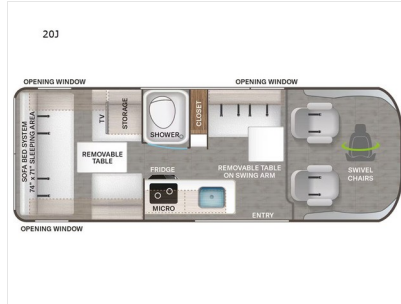 20J
OPENING WINDOW
OPENING WINDOW
SOFA BED SYSTEM
74" x 71" SLEEPING AREA
TV
STORAGE
SHOWER
CLOSET
REMOVABLE
TABLE
FRIDGE
MICRO
REMOVABLE TABLE
ON SWING ARM
SWIVEL
CHAIRS
ENTRY
OPENING WINDOW